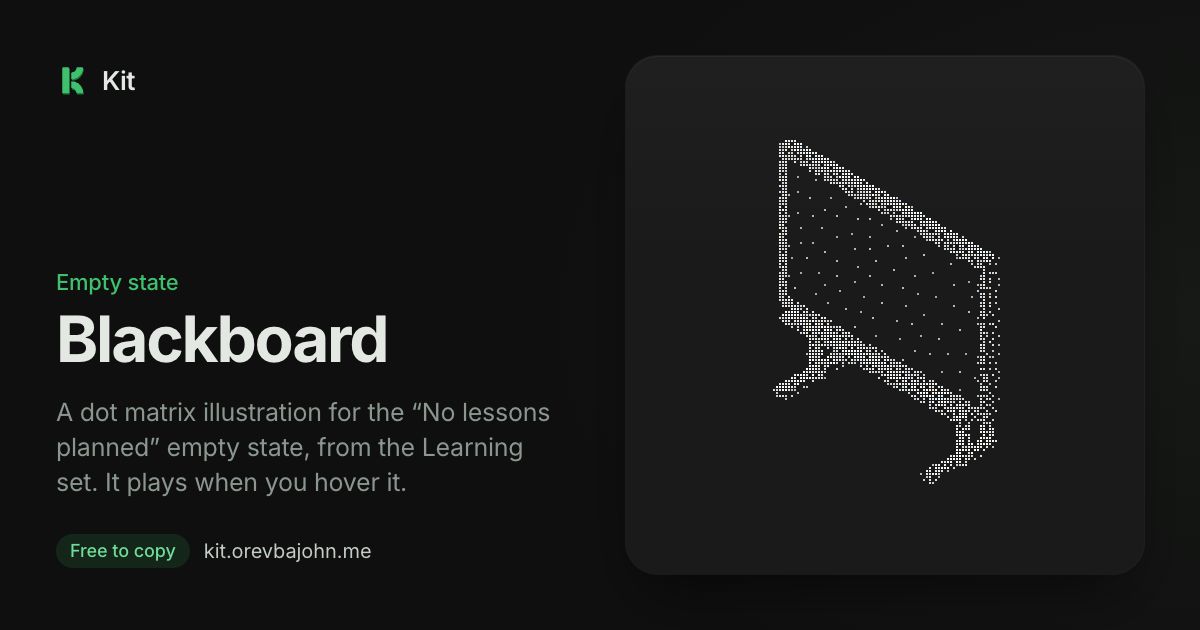 Kit
Empty state
Blackboard
A dot matrix illustration for the “No lessons
planned” empty state, from the Learning
set. It plays when you hover it.
Free to copy
kit.orevbajohn.me